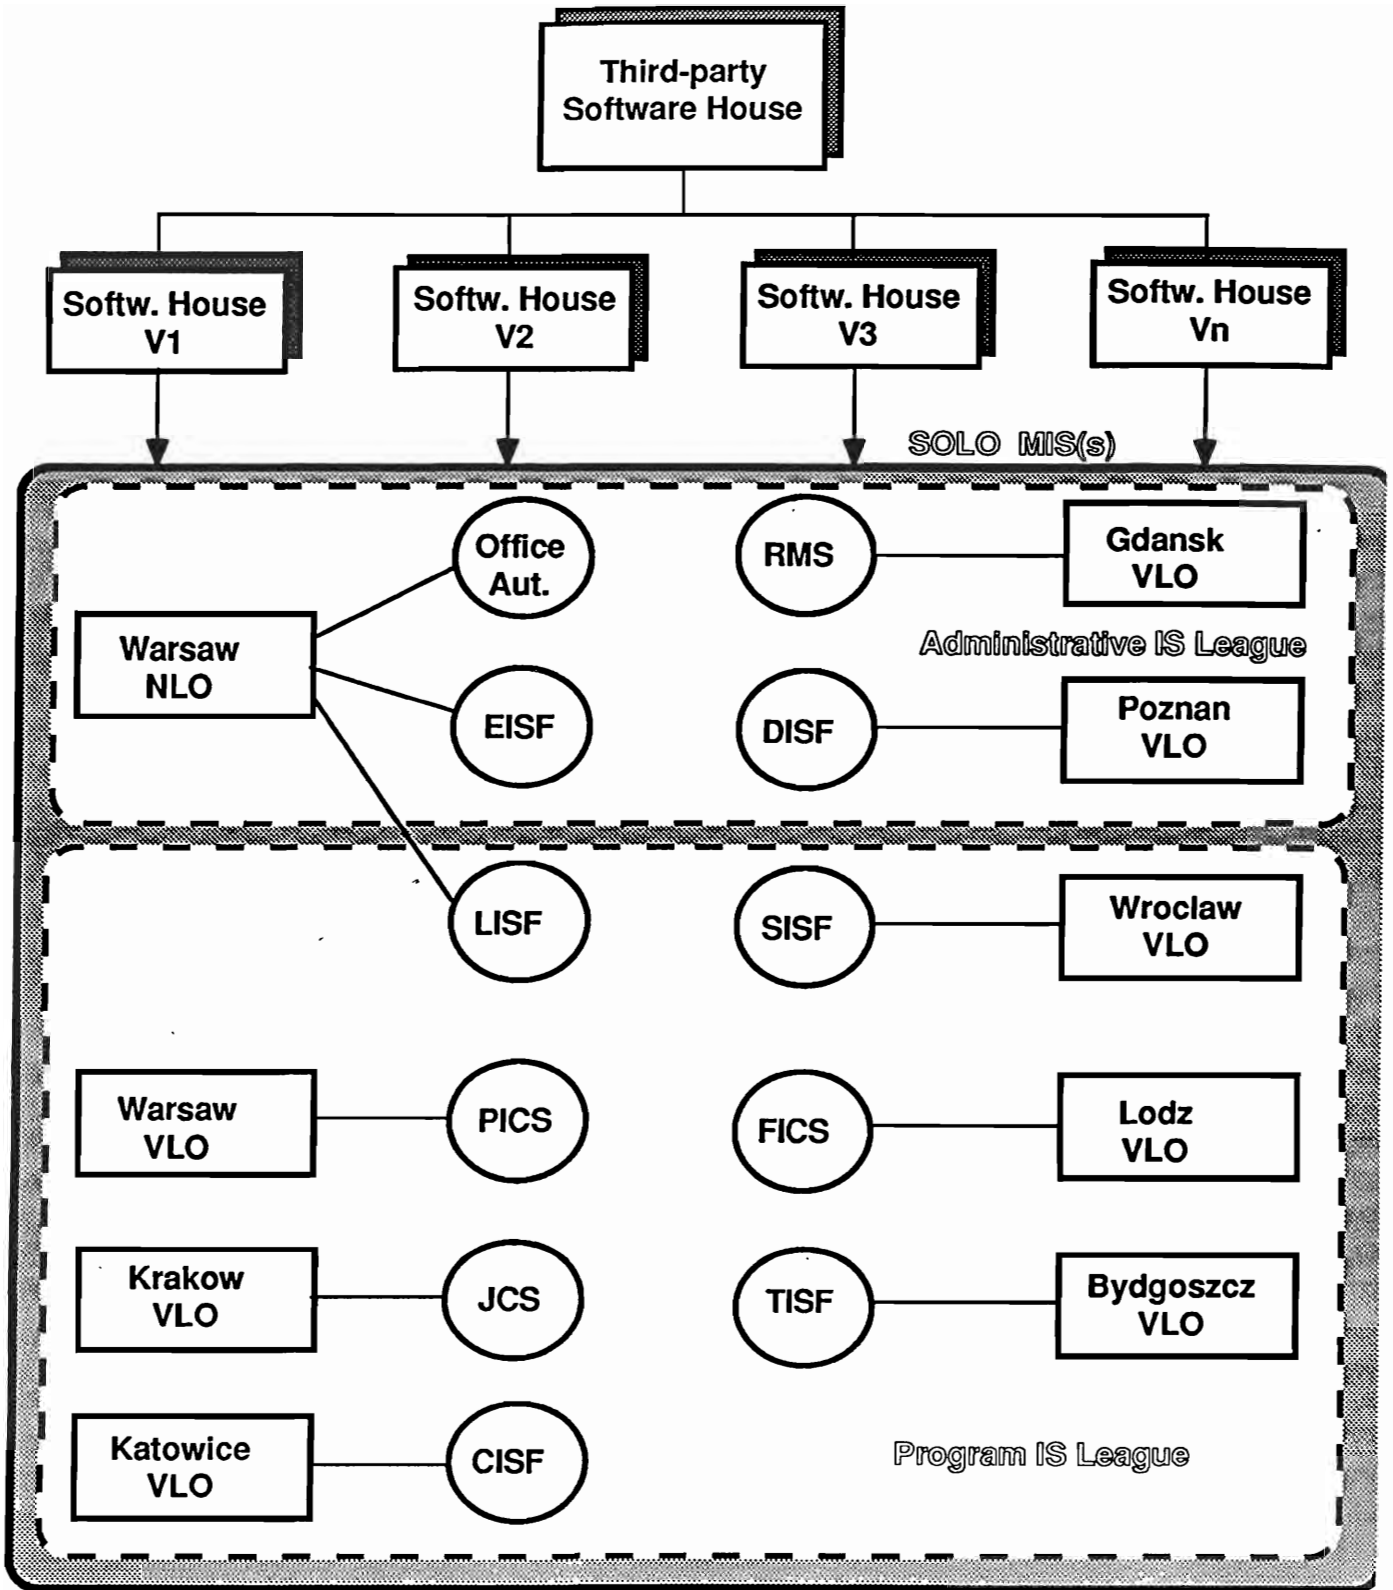 Third-party
Software House
Softw. House
V1
Softw. House
V2
Softw. House
V3
Softw. House
Vn
SOLO MIS(s)
Office
Aut.
RMS
Gdansk
VLO
Warsaw
NLO
Administrative IS League
EISF
DISF
Poznan
VLO
LISF
SISF
Wroclaw
VLO
Warsaw
VLO
PICS
FICS
Lodz
VLO
Krakow
VLO
JCS
TISF
Bydgoszcz
VLO
Katowice
VLO
CISF
Program IS League